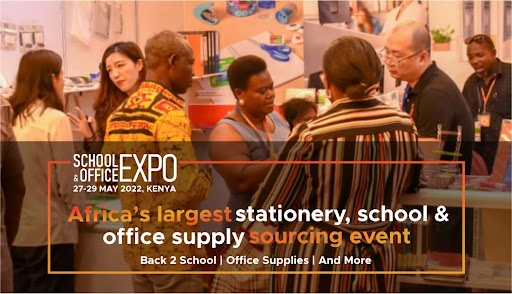 SCHOOL
& OFFICE EXPO
27-29 MAY 2022, KENYA
Africa's largest stationery, school &
office supply sourcing event
Back 2 School | Office Supplies | And More